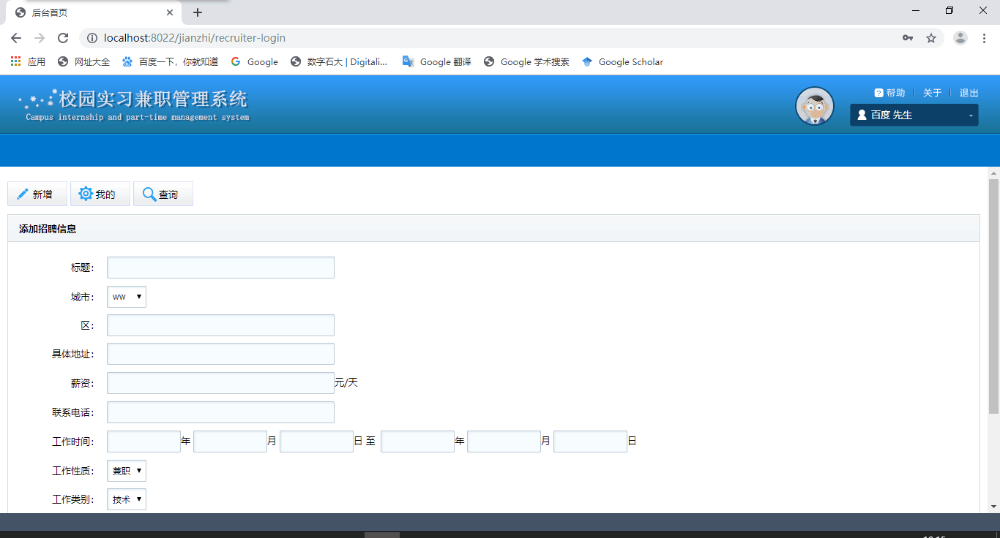 后台首页
localhost:8022/jianzhi/recruiter-login
应用 网址大全 百度一下，你就知道 Google 数字石大 | Digitali... Google 翻译 Google 学术搜索 Google Scholar
校园实习兼职管理系统
Campus internship and part-time management system
帮助 | 关于 | 退出
百度 先生
新增 我的 查询
添加招聘信息
标题：
城市： ww
区：
具体地址：
薪资： 元/天
联系电话：
工作时间： 年 月 日 至 年 月 日
工作性质： 兼职
工作类别： 技术